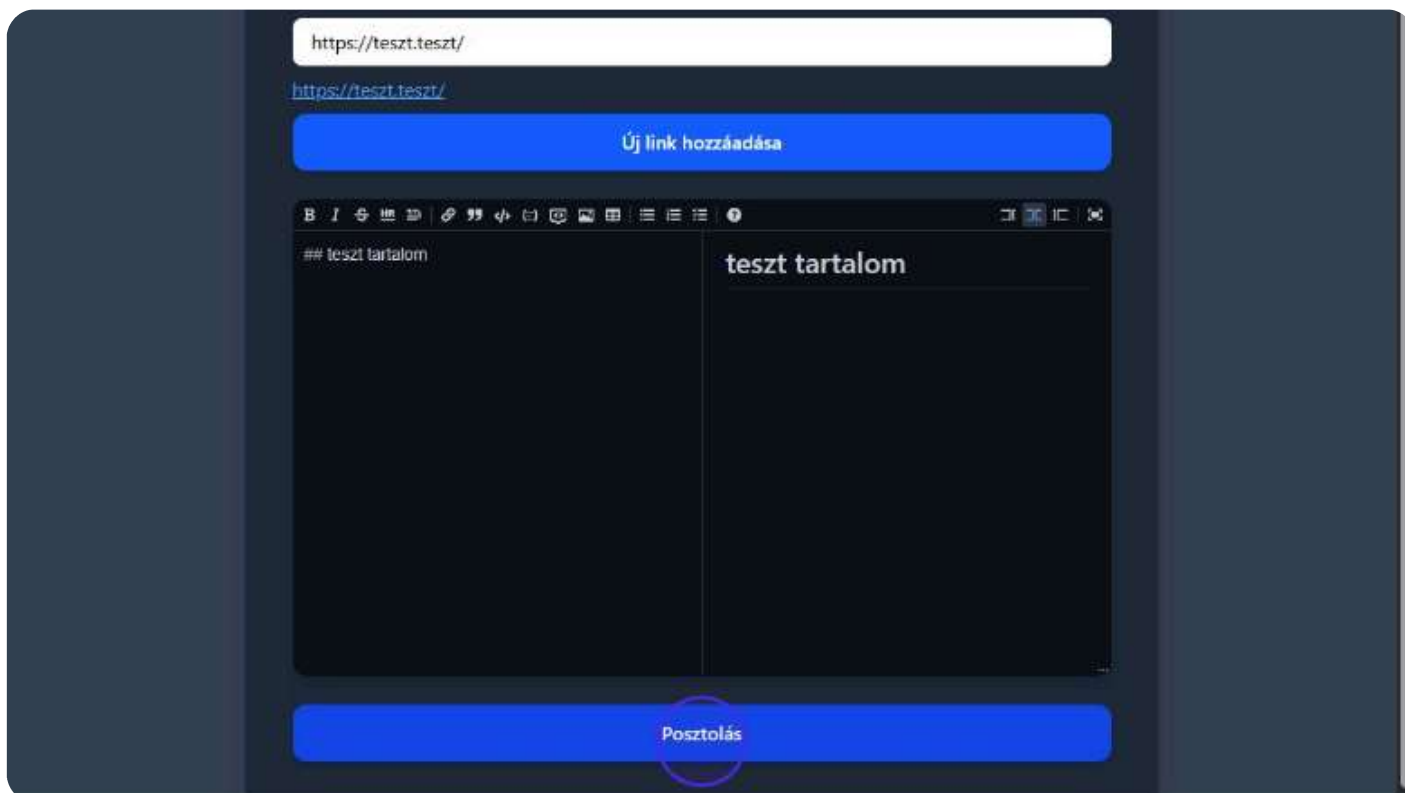 https://teszt.teszt/
https://teszt.teszt/
Új link hozzáadása
## teszt tartalom
teszt tartalom
Posztolás